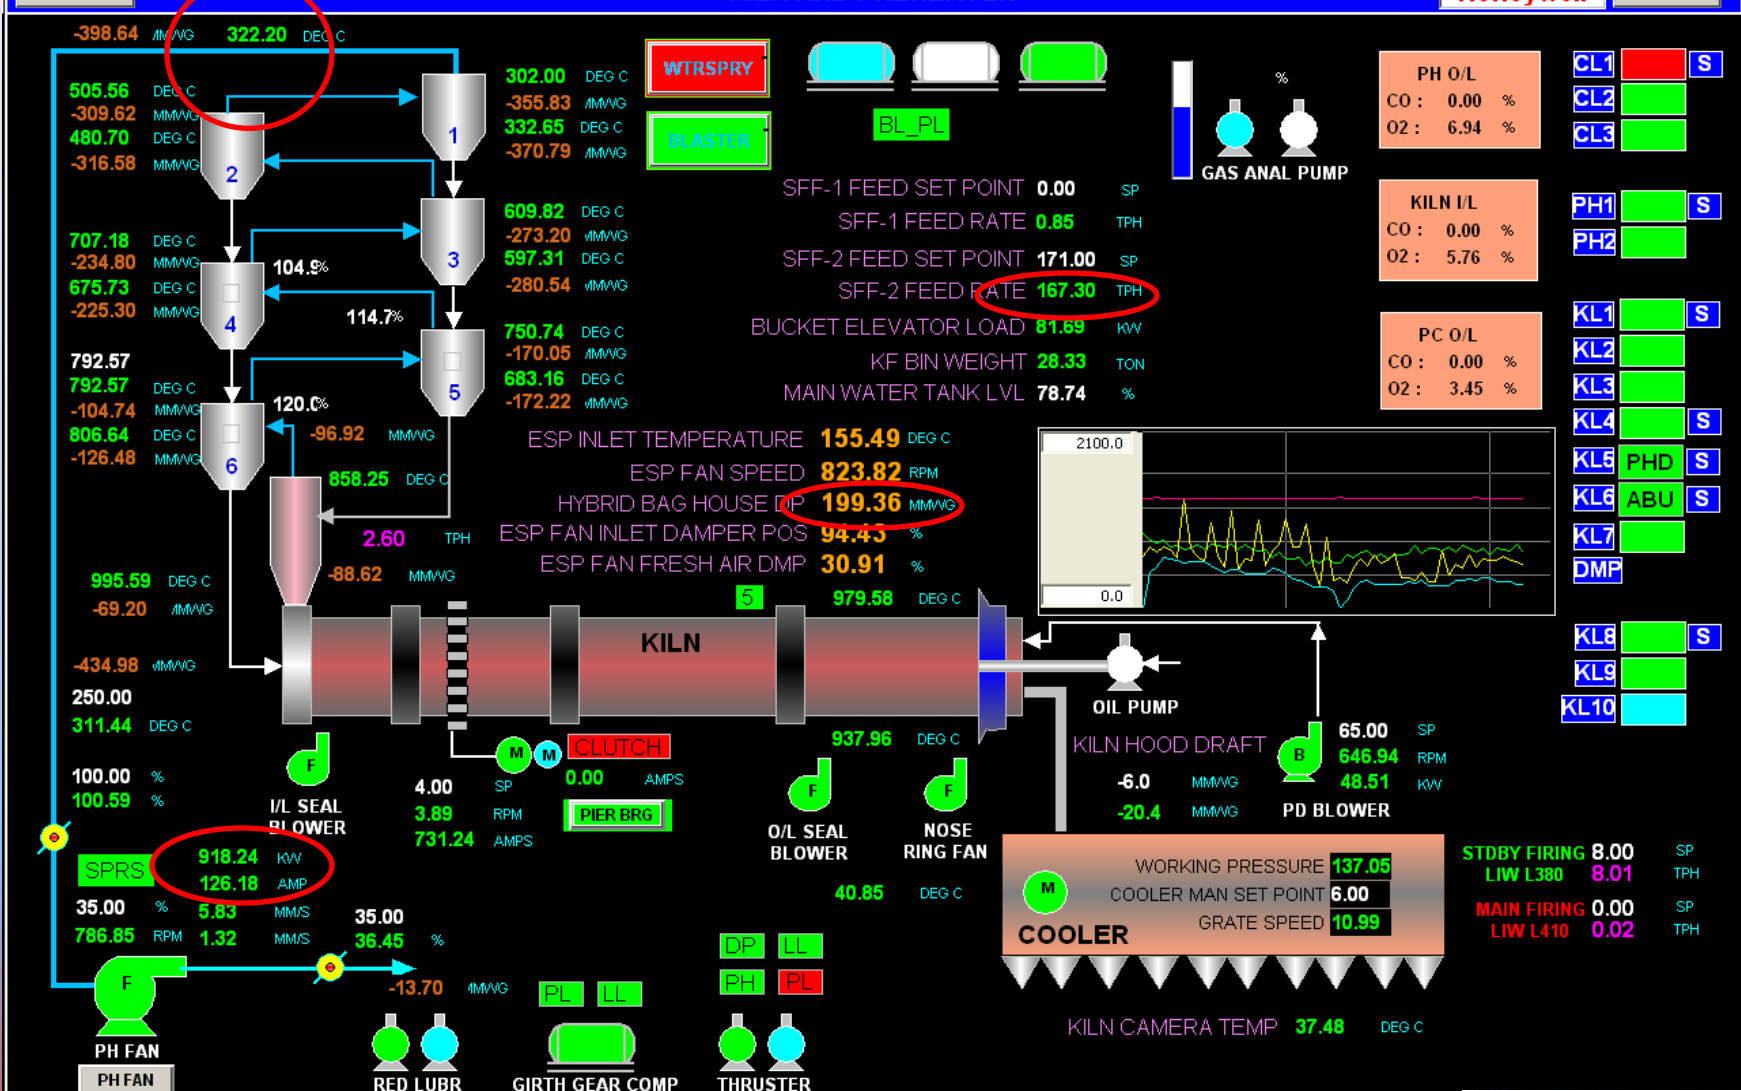 -398.64 322.20 DEG C
505.56 DEG C
-309.62 MMWG
480.70 DEG C
-316.58 MMWG
302.00 DEG C
-355.83
332.65 DEG C
-370.79
1
2
WTRSPRY
BLASTER
BL_PL
%
GAS ANAL PUMP
PH O/L
CO : 0.00 %
O2 : 6.94 %
CL1 S
CL2
CL3
SFF-1 FEED SET POINT 0.00 SP
SFF-1 FEED RATE 0.85 TPH
SFF-2 FEED SET POINT 171.00 SP
SFF-2 FEED RATE 167.30 TPH
BUCKET ELEVATOR LOAD 81.69 KW
KF BIN WEIGHT 28.33 TON
MAIN WATER TANK LVL 78.74 %
KILN I/L
CO : 0.00 %
O2 : 5.76 %
PH1 S
PH2
707.18 DEG C
-234.80 MMWG
675.73 DEG C
-225.30 MMWG
104.9%
114.7%
609.82 DEG C
-273.20
597.31 DEG C
-280.54
3
4
PC O/L
CO : 0.00 %
O2 : 3.45 %
KL1 S
KL2
KL3
KL4 S
KL5 PHD S
KL6 ABU S
KL7
DMP
KL8 S
KL9
KL10
792.57
792.57 DEG C
-104.74 MMWG
806.64 DEG C
-126.48 MMWG
120.0%
-96.92 MMWG
750.74 DEG C
-170.05
683.16 DEG C
-172.22
5
6
858.25 DEG C
2.60 TPH
-88.62 MMWG
ESP INLET TEMPERATURE 155.49 DEG C
ESP FAN SPEED 823.82 RPM
HYBRID BAG HOUSE DP 199.36 MMWG
ESP FAN INLET DAMPER POS 94.43 %
ESP FAN FRESH AIR DMP 30.91 %
2100.0
0.0
995.59 DEG C
-69.20
5 979.58 DEG C
KILN
-434.98
250.00
311.44 DEG C
100.00 %
100.59 %
F
I/L SEAL
BLOWER
M M CLUTCH
4.00 SP
3.89 RPM
731.24 AMPS
0.00 AMPS
PIER BRG
937.96 DEG C
F
O/L SEAL
BLOWER
F
NOSE
RING FAN
40.85 DEG C
OIL PUMP
KILN HOOD DRAFT
-6.0 MMWG
-20.4 MMWG
B
PD BLOWER
65.00 SP
646.94 RPM
48.51 KW
SPRS
918.24 KW
126.18 AMP
35.00 % 5.83 MM/S
786.85 RPM 1.32 MM/S
35.00
36.45 %
-13.70
F
PH FAN
PH FAN
M
COOLER
WORKING PRESSURE 137.05
COOLER MAN SET POINT 6.00
GRATE SPEED 10.99
STDBY FIRING 8.00 SP
LIW L380 8.01 TPH
MAIN FIRING 0.00 SP
LIW L410 0.02 TPH
DP LL
PH PL
PL LL
KILN CAMERA TEMP 37.48 DEG C
RED LUBR
GIRTH GEAR COMP
THRUSTER